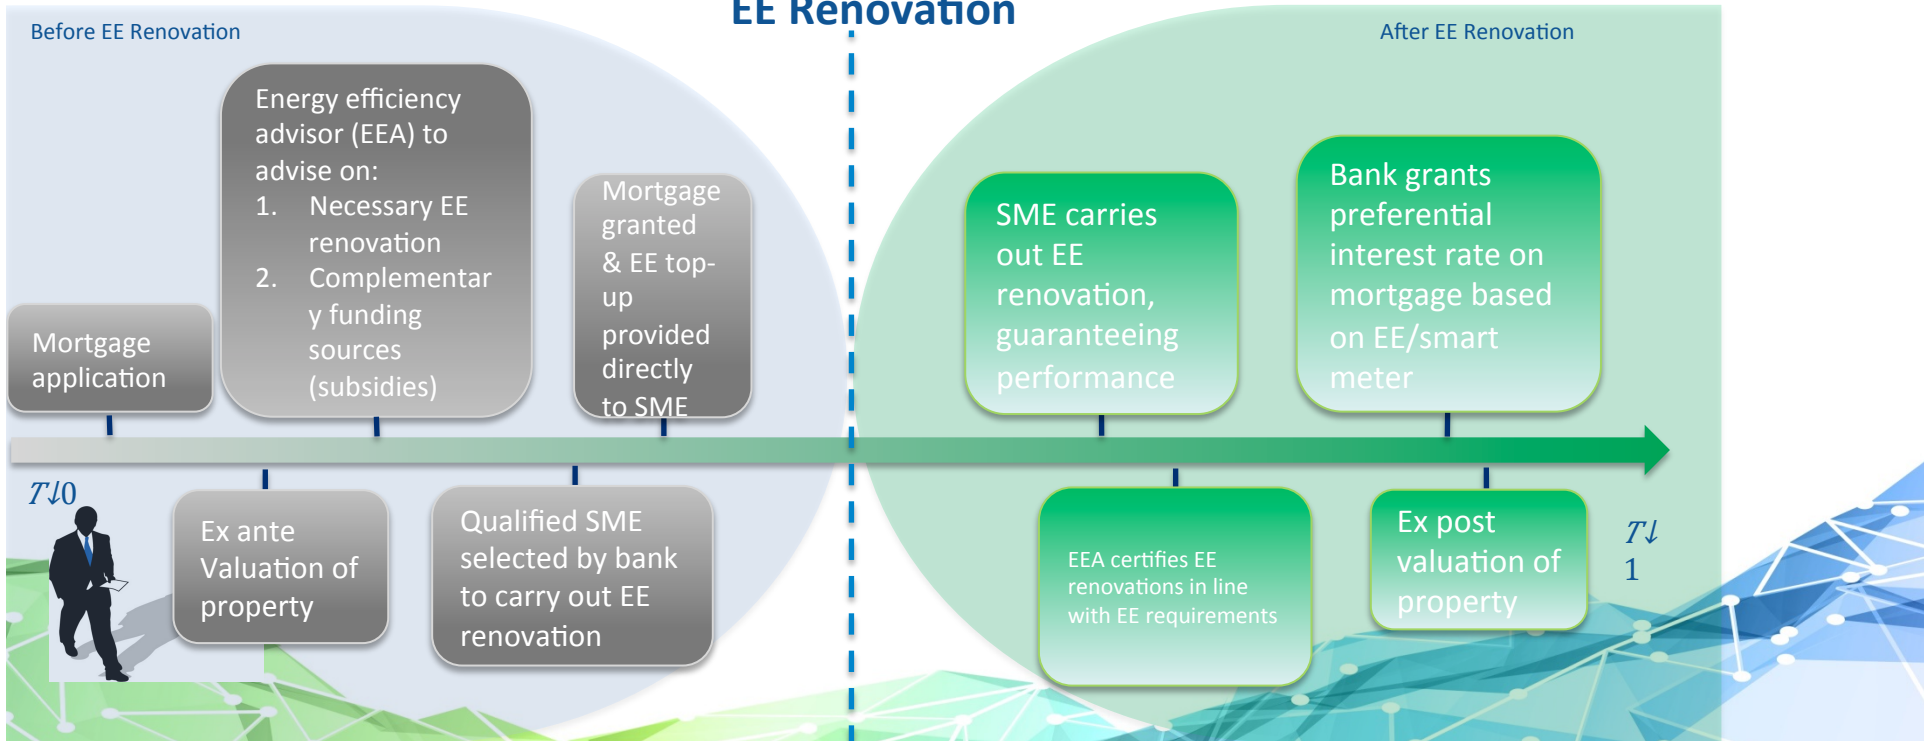 EE Renovation
Before EE Renovation
After EE Renovation
Mortgage
application
Energy efficiency
advisor (EEA) to
advise on:
1. Necessary EE
renovation
2. Complementar
y funding
sources
(subsidies)
Mortgage
granted
& EE top-
up
provided
directly
to SME
SME carries
out EE
renovation,
guaranteeing
performance
Bank grants
preferential
interest rate on
mortgage based
on EE/smart
meter
T↓0
Ex ante
Valuation of
property
Qualified SME
selected by bank
to carry out EE
renovation
EEA certifies EE
renovations in line
with EE requirements
Ex post
valuation of
property
T↓
1